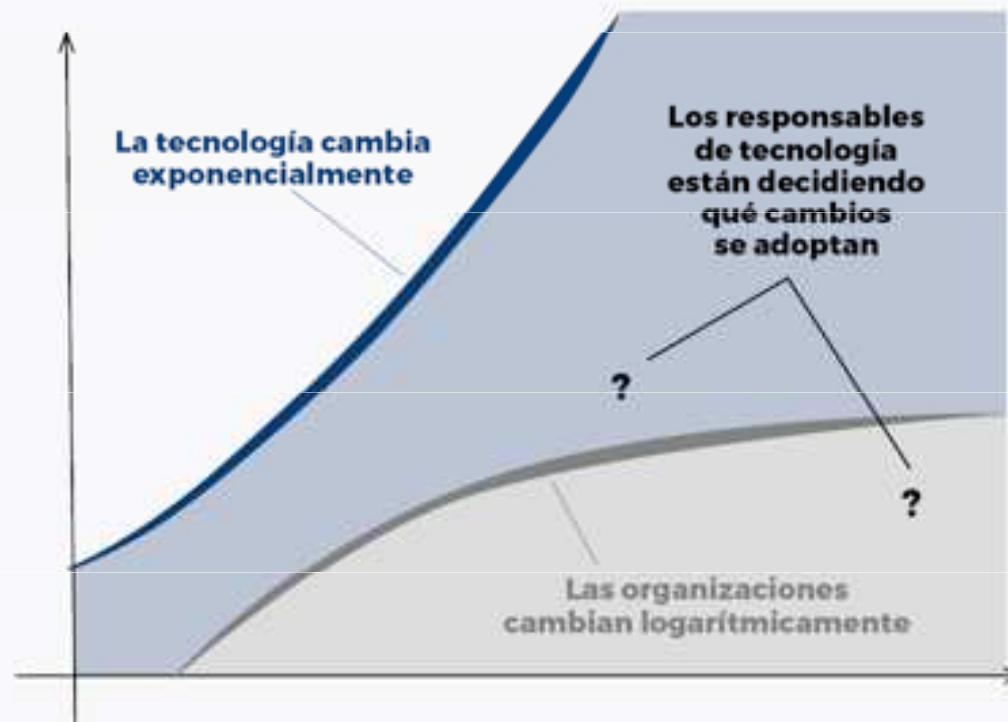 La tecnología cambia
exponencialmente
Los responsables
de tecnología
están decidiendo
qué cambios
se adoptan
?
?
Las organizaciones
cambian logarítmicamente